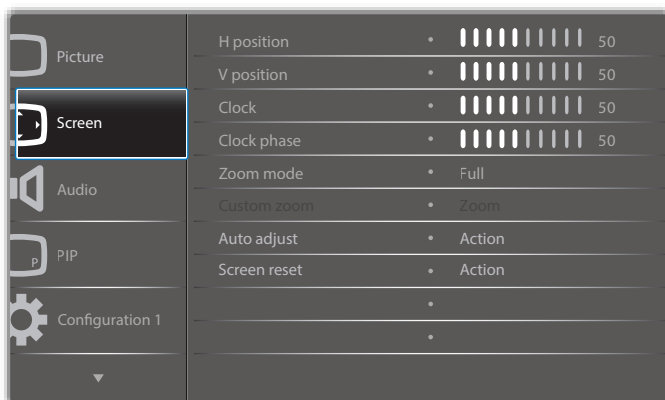 Picture
Screen
Audio
P
PIP
Configuration 1
H position • 50
V position • 50
Clock • 50
Clock phase • 50
Zoom mode • Full
Custom zoom • Zoom
Auto adjust • Action
Screen reset • Action
•
•